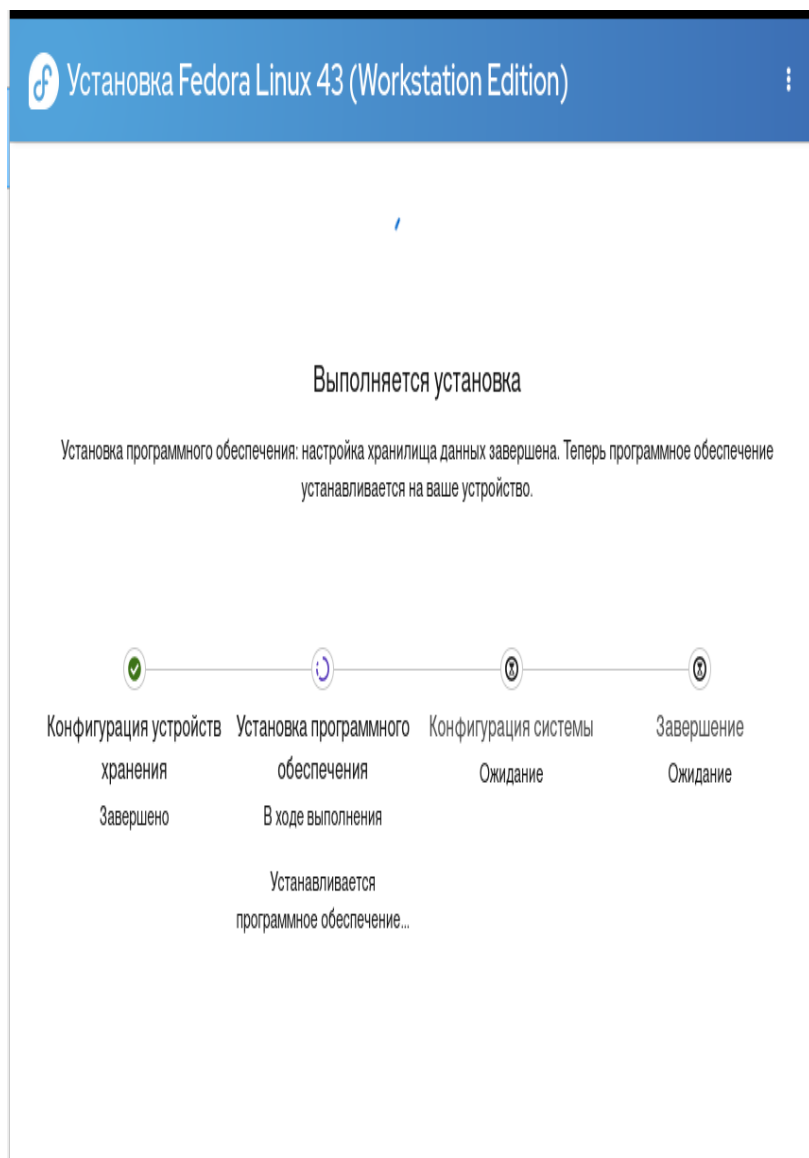 Установка Fedora Linux 43 (Workstation Edition)
Выполняется установка
Установка программного обеспечения: настройка хранилища данных завершена. Теперь программное обеспечение
устанавливается на ваше устройство.
Конфигурация устройств
хранения
Завершено
Установка программного
обеспечения
В ходе выполнения
Устанавливается
программное обеспечение...
Конфигурация системы
Ожидание
Завершение
Ожидание